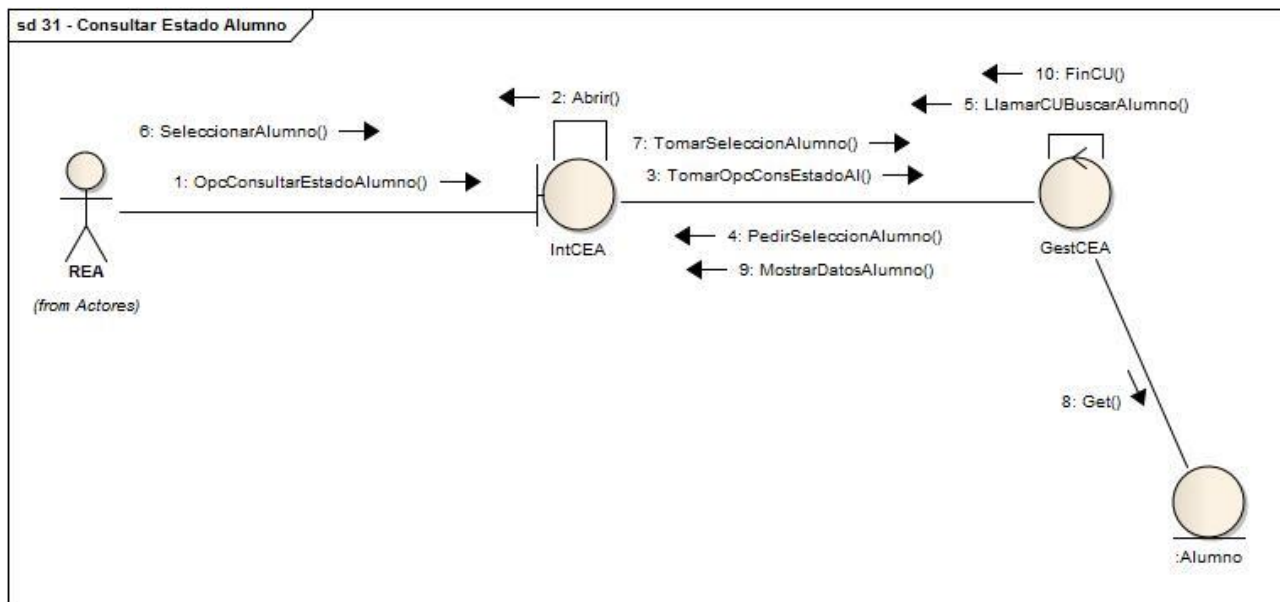 sd 31 - Consultar Estado Alumno
10: FinCU()
2: Abrir()
5: LlamarCUBuscarAlumno()
6: SeleccionarAlumno()
7: TomarSeleccionAlumno()
1: OpcConsultarEstadoAlumno()
3: TomarOpcConsEstadoAl()
IntCEA
4: PedirSeleccionAlumno()
GestCEA
REA
9: MostrarDatosAlumno()
(from Actores)
8: Get()
:Alumno